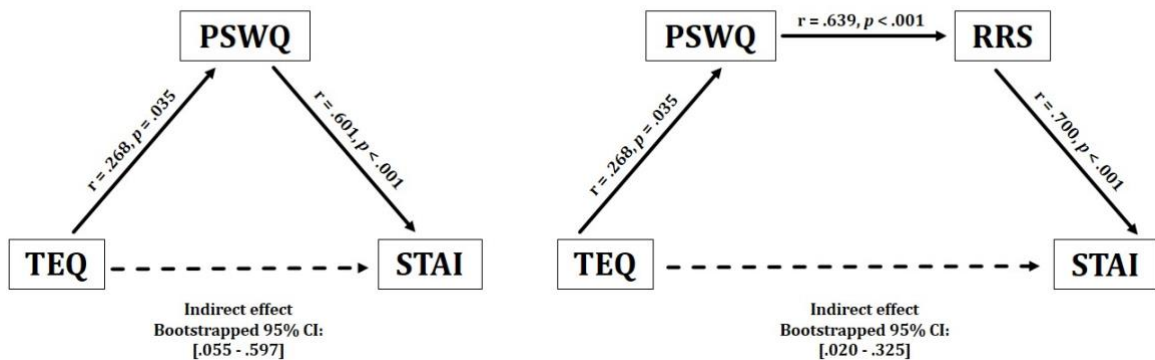 PSWQ
r = .268, p = .035
r = .601, p < .001
TEQ
STAI
Indirect effect
Bootstrapped 95% CI:
[.055 - .597]
PSWQ
r = .639, p < .001
RRS
r = .268, p = .035
r = .700, p < .001
TEQ
STAI
Indirect effect
Bootstrapped 95% CI:
[.020 - .325]